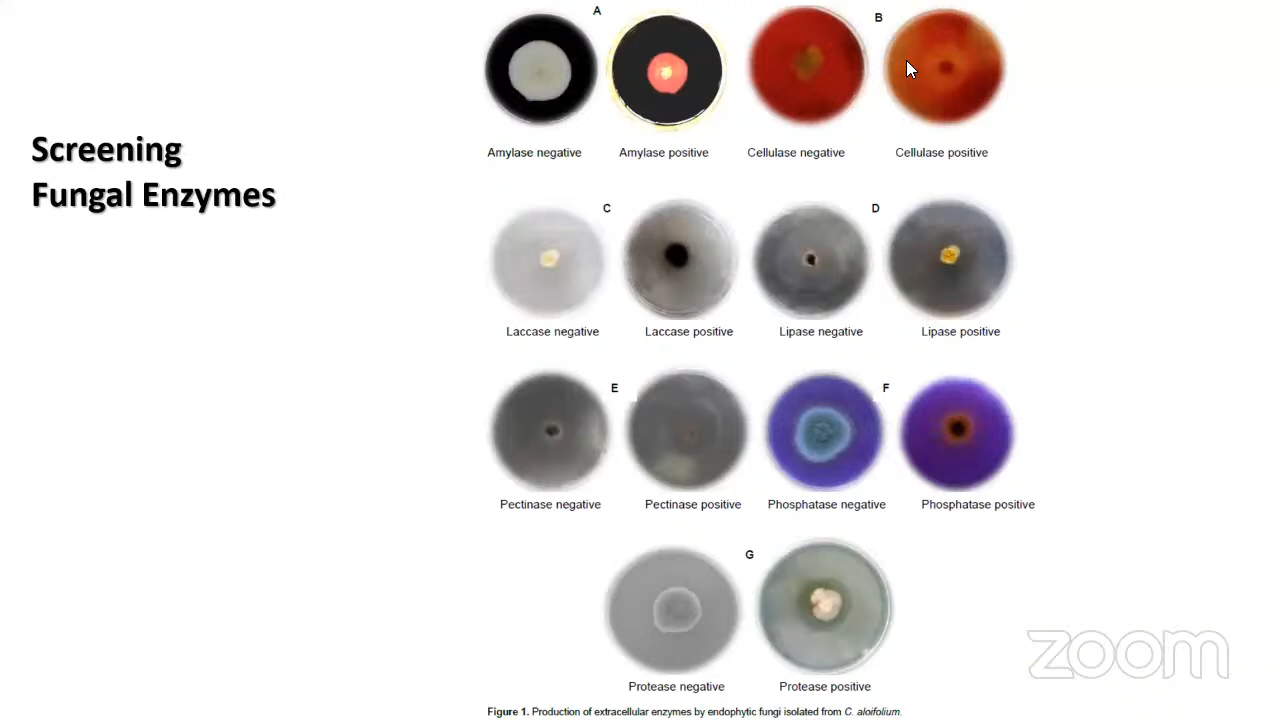 Screening
Fungal Enzymes
A
B
Amylase negative
Amylase positive
Cellulase negative
Cellulase positive
C
D
Laccase negative
Laccase positive
Lipase negative
Lipase positive
E
F
Pectinase negative
Pectinase positive
Phosphatase negative
Phosphatase positive
G
Protease negative
Protease positive
zoom
Figure 1. Production of extracellular enzymes by endophytic fungi isolated from C. aloifolium.